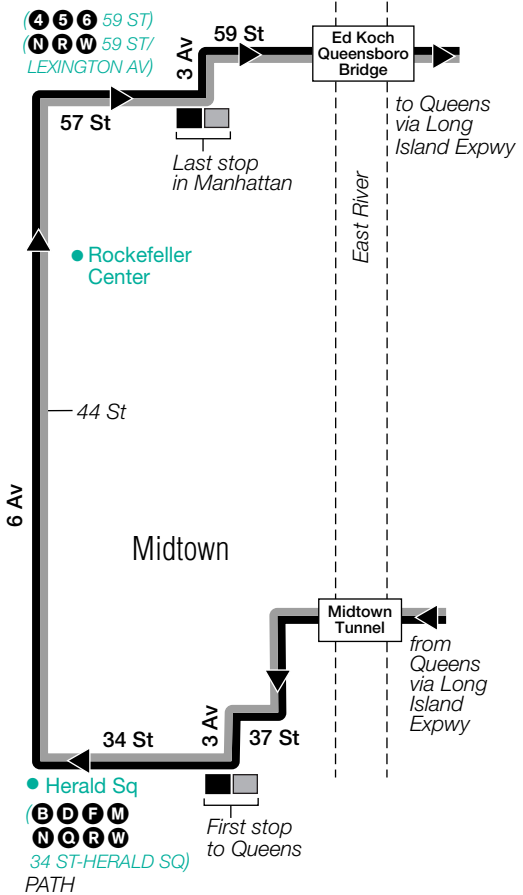 (4 5 6 59 ST)
(N R W 59 ST/
LEXINGTON AV)
3 Av
59 St
Ed Koch
Queensboro
Bridge
57 St
to Queens
via Long
Island Expwy
Last stop
in Manhattan
East River
Rockefeller
Center
44 St
6 Av
Midtown
Midtown
Tunnel
from
Queens
via Long
Island
Expwy
3 Av
37 St
34 St
Herald Sq
(B D F M
N Q R W
34 ST-HERALD SQ)
PATH
First stop
to Queens